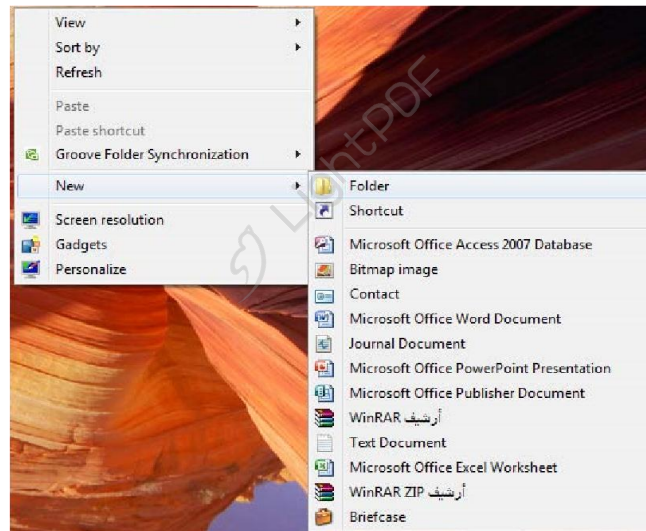 View
Sort by
Refresh
Paste
Paste shortcut
Groove Folder Synchronization
New
Screen resolution
Gadgets
Personalize
Folder
Shortcut
Microsoft Office Access 2007 Database
Bitmap image
Contact
Microsoft Office Word Document
Journal Document
Microsoft Office PowerPoint Presentation
Microsoft Office Publisher Document
أرشيف WinRAR
Text Document
Microsoft Office Excel Worksheet
أرشيف WinRAR ZIP
Briefcase
LightPDF